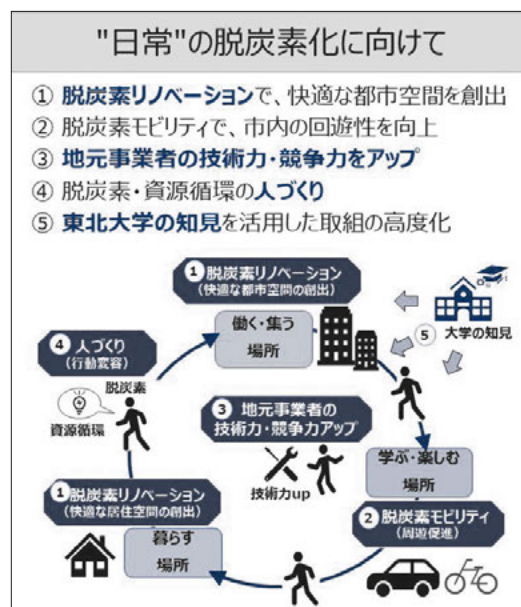 "日常"の脱炭素化に向けて
① 脱炭素リノベーションで、快適な都市空間を創出
② 脱炭素モビリティで、市内の回遊性を向上
③ 地元事業者の技術力・競争力をアップ
④ 脱炭素・資源循環の人づくり
⑤ 東北大学の知見を活用した取組の高度化
① 脱炭素リノベーション
（快適な都市空間の創出）
働く・集う
場所
⑤ 大学の知見
④ 人づくり
（行動変容）
脱炭素
資源循環
③ 地元事業者の
技術力・競争力アップ
技術力up
学ぶ・楽しむ
場所
① 脱炭素リノベーション
（快適な居住空間の創出）
暮らす
場所
② 脱炭素モビリティ
（周遊促進）